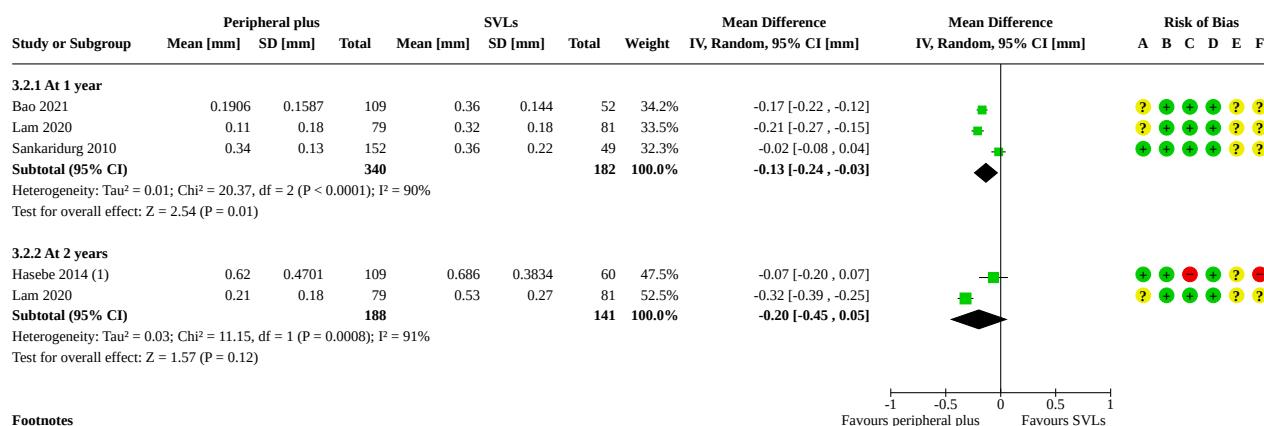 Peripheral plus SVLs Mean Difference Mean Difference Risk of Bias
Study or Subgroup Mean [mm] SD [mm] Total Mean [mm] SD [mm] Total Weight IV, Random, 95% CI [mm] IV, Random, 95% CI [mm] A B C D E F
3.2.1 At 1 year
Bao 2021 0.1906 0.1587 109 0.36 0.144 52 34.2% -0.17 [-0.22 , -0.12] ? + + + ? ?
Lam 2020 0.11 0.18 79 0.32 0.18 81 33.5% -0.21 [-0.27 , -0.15] ? + + + ? ?
Sankaridurg 2010 0.34 0.13 152 0.36 0.22 49 32.3% -0.02 [-0.08 , 0.04] + + + + ? ?
Subtotal (95% CI) 340 182 100.0% -0.13 [-0.24 , -0.03]
Heterogeneity: Tau² = 0.01; Chi² = 20.37, df = 2 (P < 0.0001); I² = 90%
Test for overall effect: Z = 2.54 (P = 0.01)
3.2.2 At 2 years
Hasebe 2014 (1) 0.62 0.4701 109 0.686 0.3834 60 47.5% -0.07 [-0.20 , 0.07] + + − + ? −
Lam 2020 0.21 0.18 79 0.53 0.27 81 52.5% -0.32 [-0.39 , -0.25] ? + + + ? ?
Subtotal (95% CI) 188 141 100.0% -0.20 [-0.45 , 0.05]
Heterogeneity: Tau² = 0.03; Chi² = 11.15, df = 1 (P = 0.0008); I² = 91%
Test for overall effect: Z = 1.57 (P = 0.12)
-1 -0.5 0 0.5 1
Footnotes Favours peripheral plus Favours SVLs